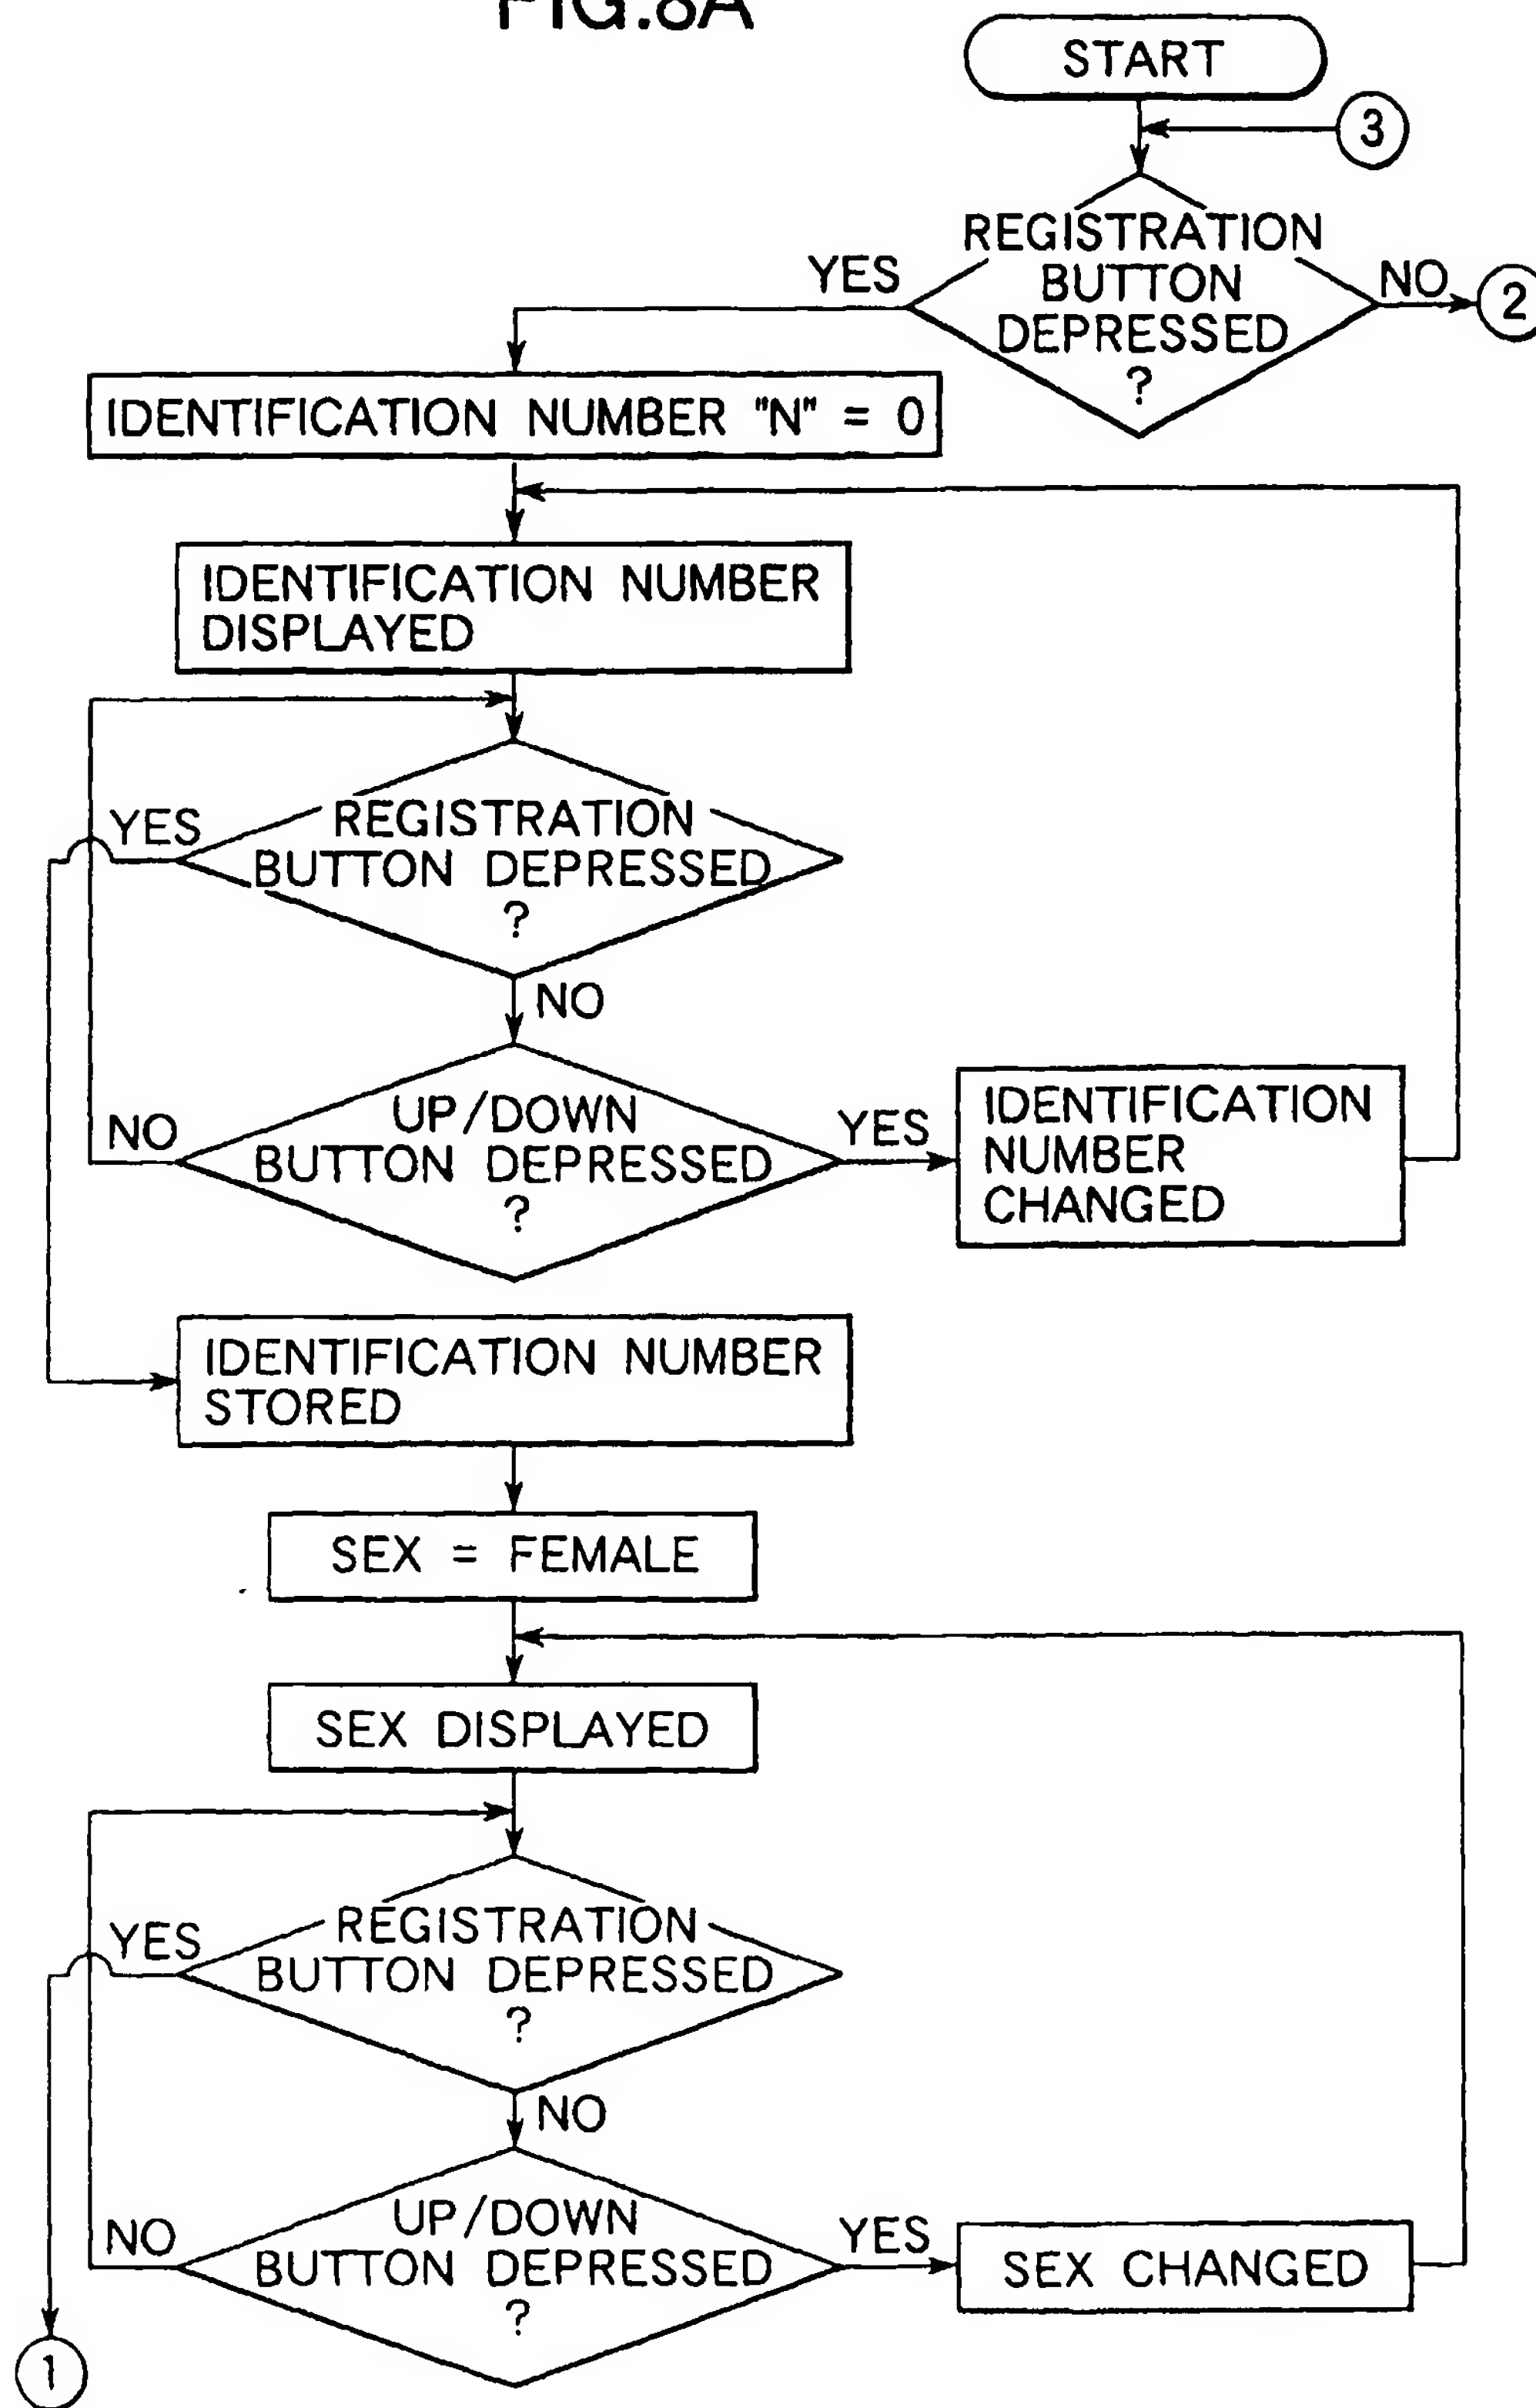 FIG.8A
START
3
REGISTRATION
BUTTON
DEPRESSED
?
YES
NO
2
IDENTIFICATION NUMBER "N" = 0
IDENTIFICATION NUMBER
DISPLAYED
YES
REGISTRATION
BUTTON DEPRESSED
?
NO
UP/DOWN
BUTTON DEPRESSED
?
NO
YES
IDENTIFICATION
NUMBER
CHANGED
IDENTIFICATION NUMBER
STORED
SEX = FEMALE
SEX DISPLAYED
YES
REGISTRATION
BUTTON DEPRESSED
?
NO
UP/DOWN
BUTTON DEPRESSED
?
NO
YES
SEX CHANGED
1